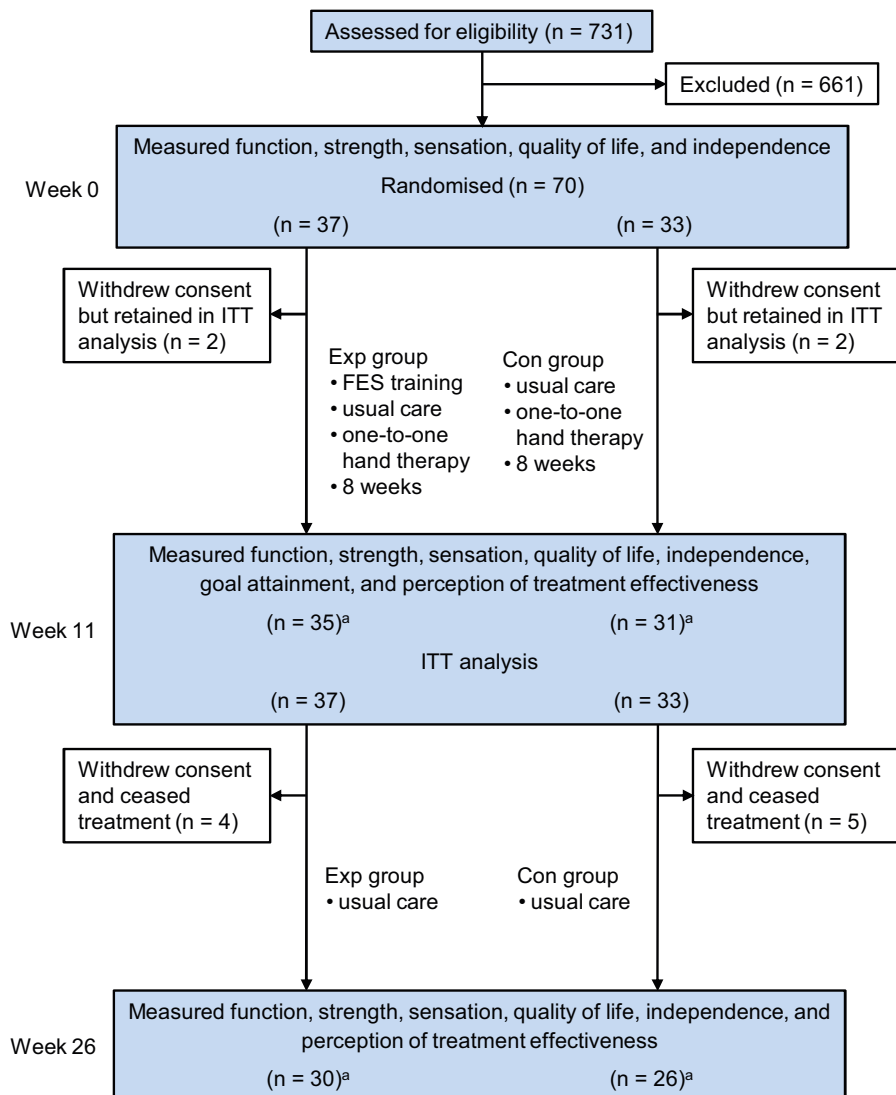 Assessed for eligibility (n = 731)
Excluded (n = 661)
Measured function, strength, sensation, quality of life, and independence
Week 0
Randomised (n = 70)
(n = 37)
(n = 33)
Withdrew consent
but retained in ITT
analysis (n = 2)
Withdrew consent
but retained in ITT
analysis (n = 2)
Exp group
• FES training
• usual care
• one-to-one
hand therapy
• 8 weeks
Con group
• usual care
• one-to-one
hand therapy
• 8 weeks
Measured function, strength, sensation, quality of life, independence,
goal attainment, and perception of treatment effectiveness
Week 11
(n = 35)ᵃ
(n = 31)ᵃ
ITT analysis
(n = 37)
(n = 33)
Withdrew consent
and ceased
treatment (n = 4)
Withdrew consent
and ceased
treatment (n = 5)
Exp group
• usual care
Con group
• usual care
Measured function, strength, sensation, quality of life, independence, and
perception of treatment effectiveness
Week 26
(n = 30)ᵃ
(n = 26)ᵃ